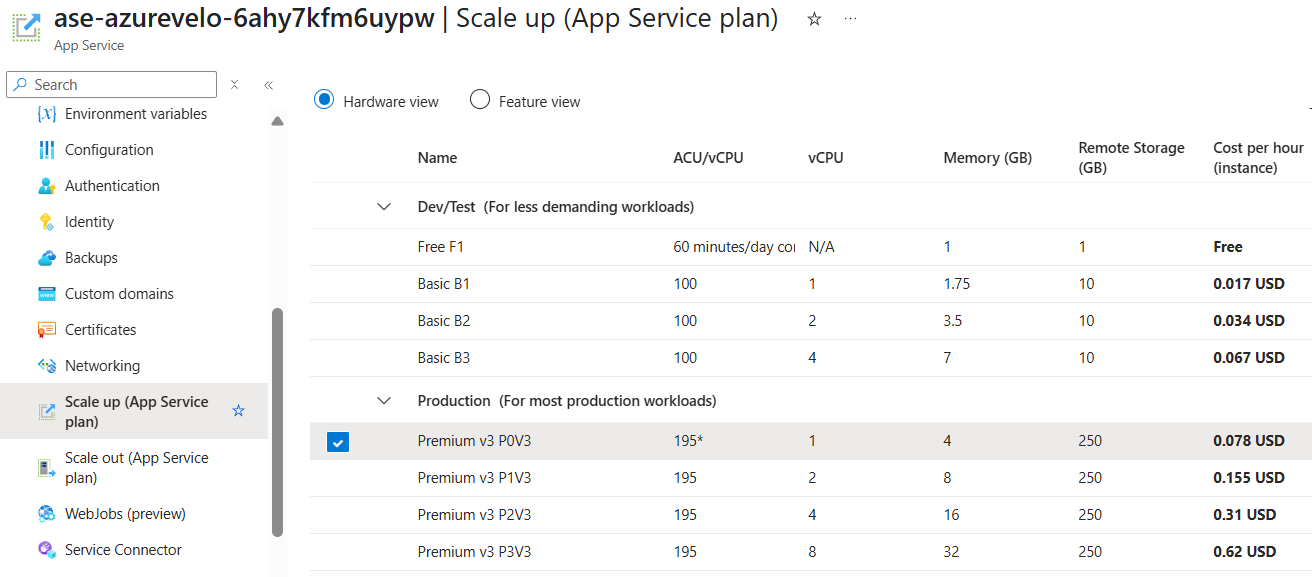 ase-azurevelo-6ahy7kfm6uypw | Scale up (App Service plan)
App Service
Search
Environment variables
Configuration
Authentication
Identity
Backups
Custom domains
Certificates
Networking
Scale up (App Service
plan)
Scale out (App Service
plan)
WebJobs (preview)
Service Connector
Hardware view Feature view
Name ACU/vCPU vCPU Memory (GB) Remote Storage (GB) Cost per hour (instance)
Dev/Test (For less demanding workloads)
Free F1 60 minutes/day cor N/A 1 1 Free
Basic B1 100 1 1.75 10 0.017 USD
Basic B2 100 2 3.5 10 0.034 USD
Basic B3 100 4 7 10 0.067 USD
Production (For most production workloads)
Premium v3 P0V3 195* 1 4 250 0.078 USD
Premium v3 P1V3 195 2 8 250 0.155 USD
Premium v3 P2V3 195 4 16 250 0.31 USD
Premium v3 P3V3 195 8 32 250 0.62 USD